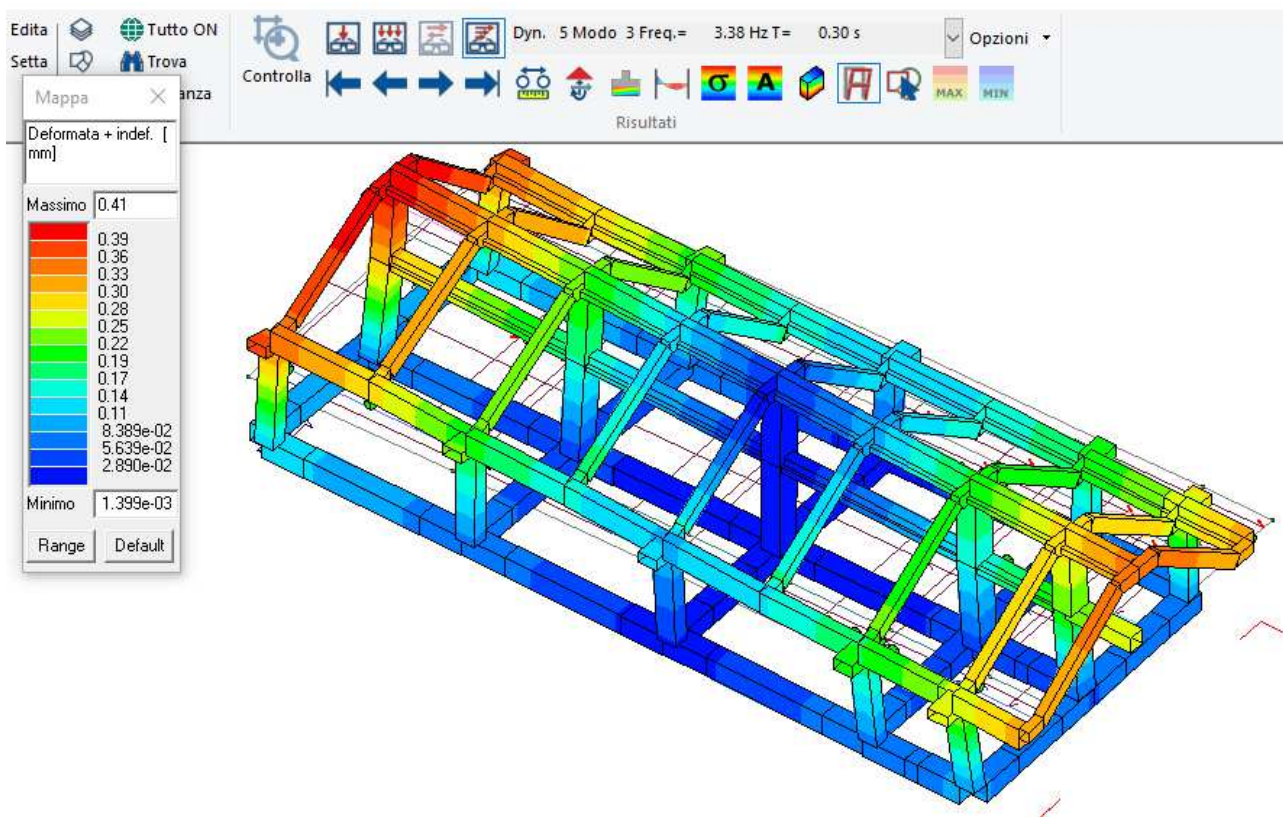 Edita
Tutto ON
Setta
Trova
anza
Controlla
Dyn. 5 Modo 3 Freq.= 3.38 Hz T= 0.30 s
Opzioni
σ
A
MAX
MIN
Risultati
Mappa
Deformata + indef. [
mm]
Massimo 0.41
0.39
0.36
0.33
0.30
0.28
0.25
0.22
0.19
0.17
0.14
0.11
8.389e-02
5.639e-02
2.890e-02
Minimo 1.399e-03
Range
Default